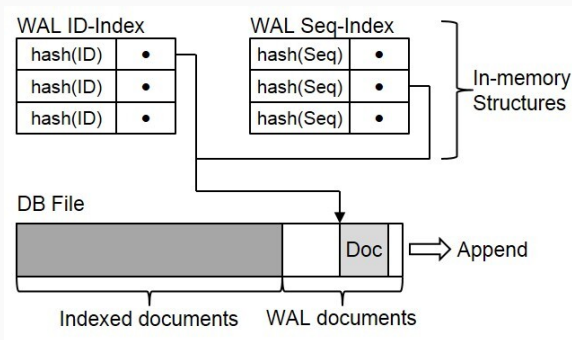 WAL ID-Index WAL Seq-Index
hash(ID) hash(Seq)
hash(ID) hash(Seq)
hash(ID) hash(Seq)
In-memory
Structures
DB File
Doc
Append
Indexed documents WAL documents